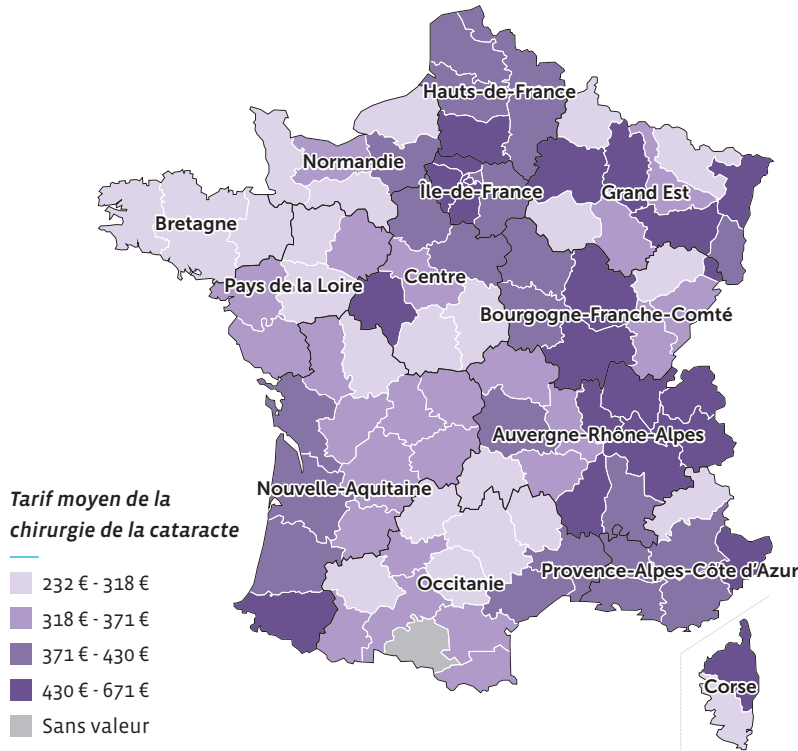 Hauts-de-France
Normandie
Île-de-France
Grand Est
Bretagne
Pays de la Loire
Centre
Bourgogne-Franche-Comté
Auvergne-Rhône-Alpes
Nouvelle-Aquitaine
Occitanie
Provence-Alpes-Côte d'Azur
Corse
Tarif moyen de la
chirurgie de la cataracte
232 € - 318 €
318 € - 371 €
371 € - 430 €
430 € - 671 €
Sans valeur